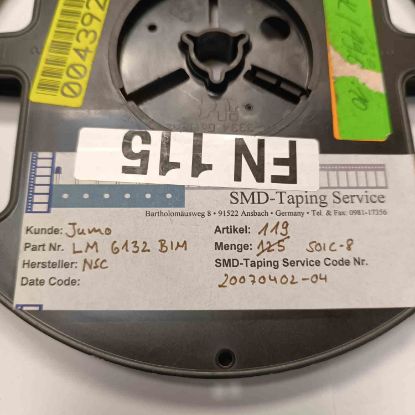 004392
FN 115
SMD-Taping Service
Bartholomäusweg 8 • 91522 Ansbach • Germany • Tel. & Fax: 0981-17356
Kunde: Jumo
Artikel: 119
Part Nr. LM 6132 BIM
Menge: 125 SOIC-8
Hersteller: NSC
SMD-Taping Service Code Nr.
Date Code:
20070402-04